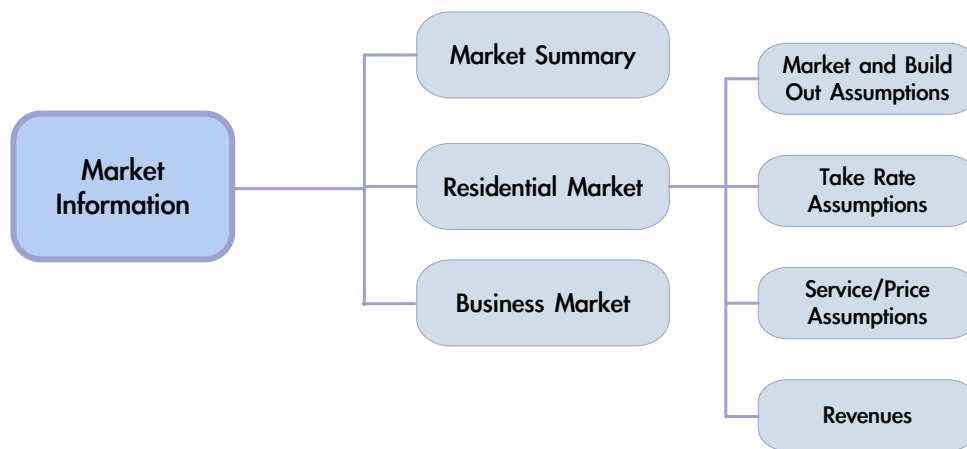 Market
Information
Market Summary
Residential Market
Business Market
Market and Build
Out Assumptions
Take Rate
Assumptions
Service/Price
Assumptions
Revenues